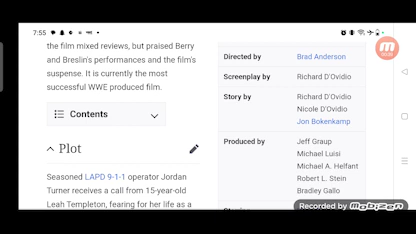 7:55
the film mixed reviews, but praised Berry
and Breslin's performances and the film's
suspense. It is currently the most
successful WWE produced film.
Contents
Plot
Seasoned LAPD 9-1-1 operator Jordan
Turner receives a call from 15-year-old
Leah Templeton, fearing for her life as a
Directed by Brad Anderson
Screenplay by Richard D'Ovidio
Story by Richard D'Ovidio
Nicole D'Ovidio
Jon Bokenkamp
Produced by Jeff Graup
Michael Luisi
Michael A. Helfant
Robert L. Stein
Bradley Gallo
Recorded by MOBIZEN